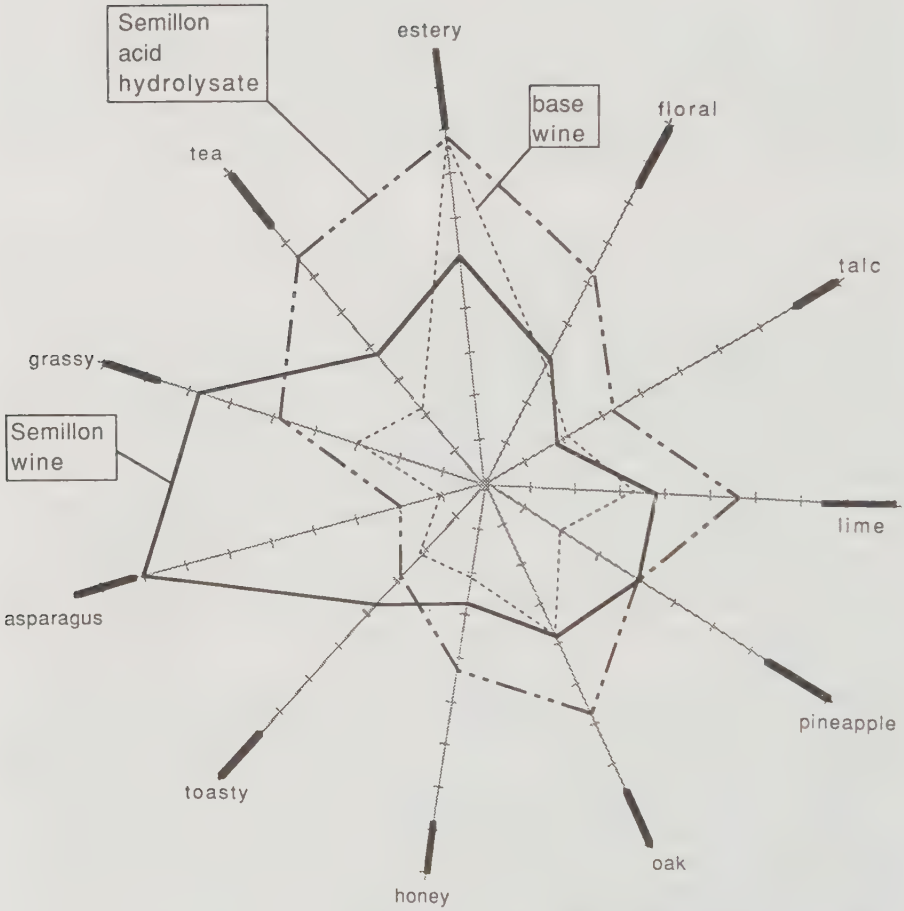 Semillon
acid
hydrolysate
estery
base
wine
floral
tea
talc
grassy
Semillon
wine
lime
asparagus
pineapple
toasty
oak
honey